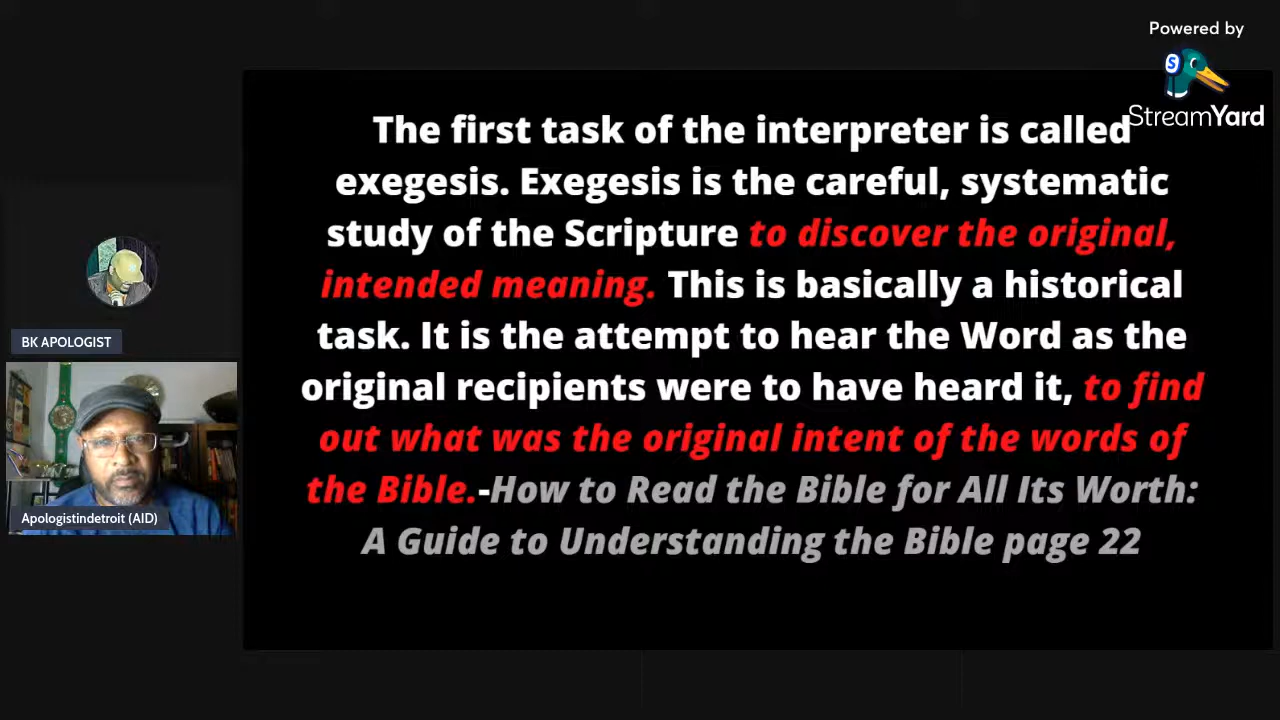 Powered by
StreamYard
The first task of the interpreter is called
exegesis. Exegesis is the careful, systematic
study of the Scripture to discover the original,
intended meaning. This is basically a historical
task. It is the attempt to hear the Word as the
original recipients were to have heard it, to find
out what was the original intent of the words of
the Bible.-How to Read the Bible for All Its Worth:
A Guide to Understanding the Bible page 22
BK APOLOGIST
Apologistindetroit (AID)